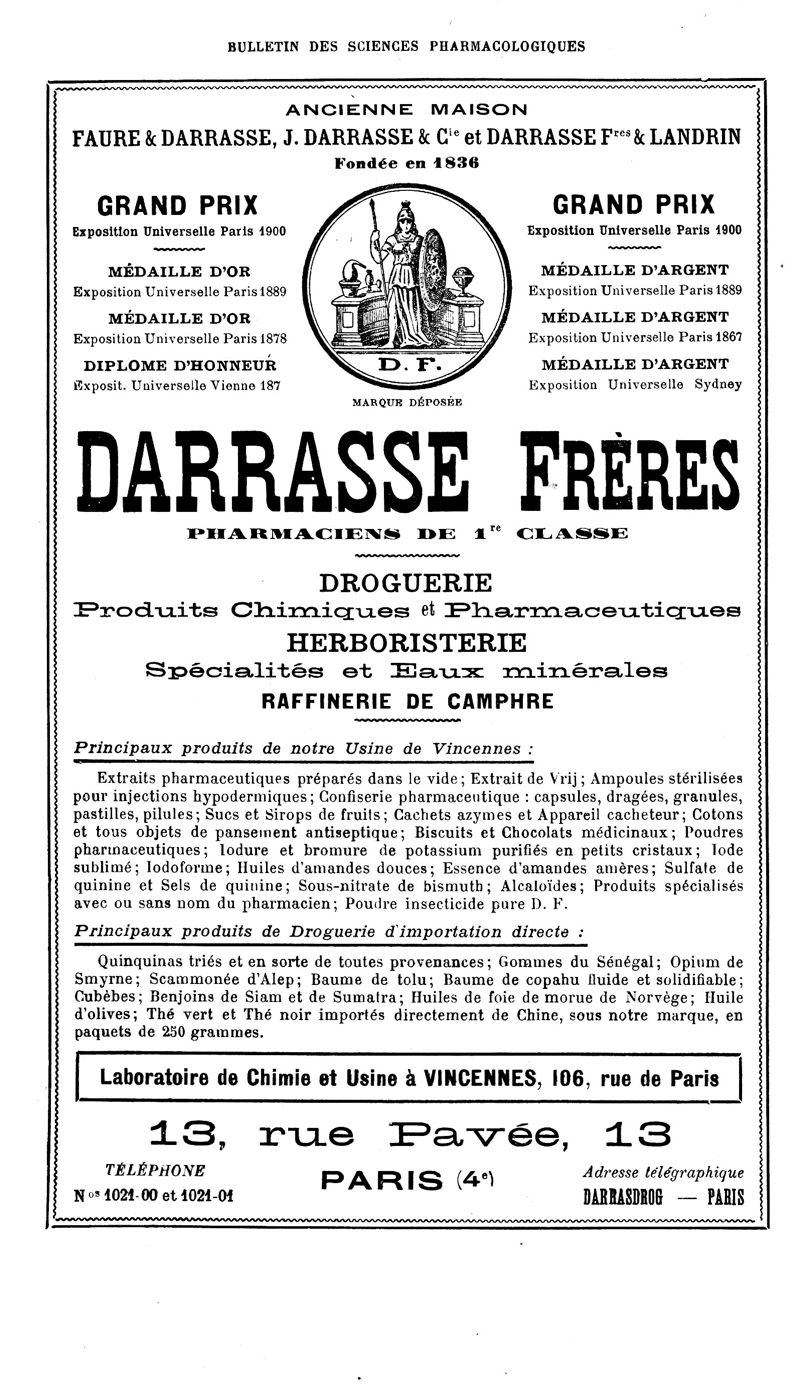 BULLETIN DES SCIENCES PHARMACOLOGIQUES
ANCIENNE MAISON
FAURE & DARRASSE, J. DARRASSE & Cie et DARRASSE Fres & LANDRIN
Fondée en 1836
GRAND PRIX
Exposition Universelle Paris 1900
MÉDAILLE D'OR
Exposition Universelle Paris 1889
MÉDAILLE D'OR
Exposition Universelle Paris 1878
DIPLOME D'HONNEUR
Exposit. Universelle Vienne 187
D. F.
MARQUE DÉPOSÉE
GRAND PRIX
Exposition Universelle Paris 1900
MÉDAILLE D'ARGENT
Exposition Universelle Paris 1889
MÉDAILLE D'ARGENT
Exposition Universelle Paris 1867
MÉDAILLE D'ARGENT
Exposition Universelle Sydney
DARRASSE FRÈRES
PHARMACIENS DE 1re CLASSE
DROGUERIE
Produits Chimiques et Pharmaceutiques
HERBORISTERIE
Spécialités et Eaux minérales
RAFFINERIE DE CAMPHRE
Principaux produits de notre Usine de Vincennes :
Extraits pharmaceutiques préparés dans le vide; Extrait de Vrij; Ampoules stérilisées
pour injections hypodermiques; Confiserie pharmaceutique : capsules, dragées, granules,
pastilles, pilules; Sucs et Sirops de fruits; Cachets azymes et Appareil cacheteur; Cotons
et tous objets de pansement antiseptique; Biscuits et Chocolats médicinaux; Poudres
pharmaceutiques; Iodure et bromure de potassium purifiés en petits cristaux; Iode
sublimé; Iodoforme; Huiles d'amandes douces; Essence d'amandes amères; Sulfate de
quinine et Sels de quinine; Sous-nitrate de bismuth; Alcaloïdes; Produits spécialisés
avec ou sans nom du pharmacien; Poudre insecticide pure D. F.
Principaux produits de Droguerie d'importation directe :
Quinquinas triés et en sorte de toutes provenances; Gommes du Sénégal; Opium de
Smyrne; Scammonée d'Alep; Baume de tolu; Baume de copahu fluide et solidifiable;
Cubèbes; Benjoins de Siam et de Sumatra; Huiles de foie de morue de Norvège; Huile
d'olives; Thé vert et Thé noir importés directement de Chine, sous notre marque, en
paquets de 250 grammes.
Laboratoire de Chimie et Usine à VINCENNES, 106, rue de Paris
13, rue Pavée, 13
TÉLÉPHONE
Nos 1021-00 et 1021-01
PARIS (4e)
Adresse télégraphique
DARRASDROG — PARIS